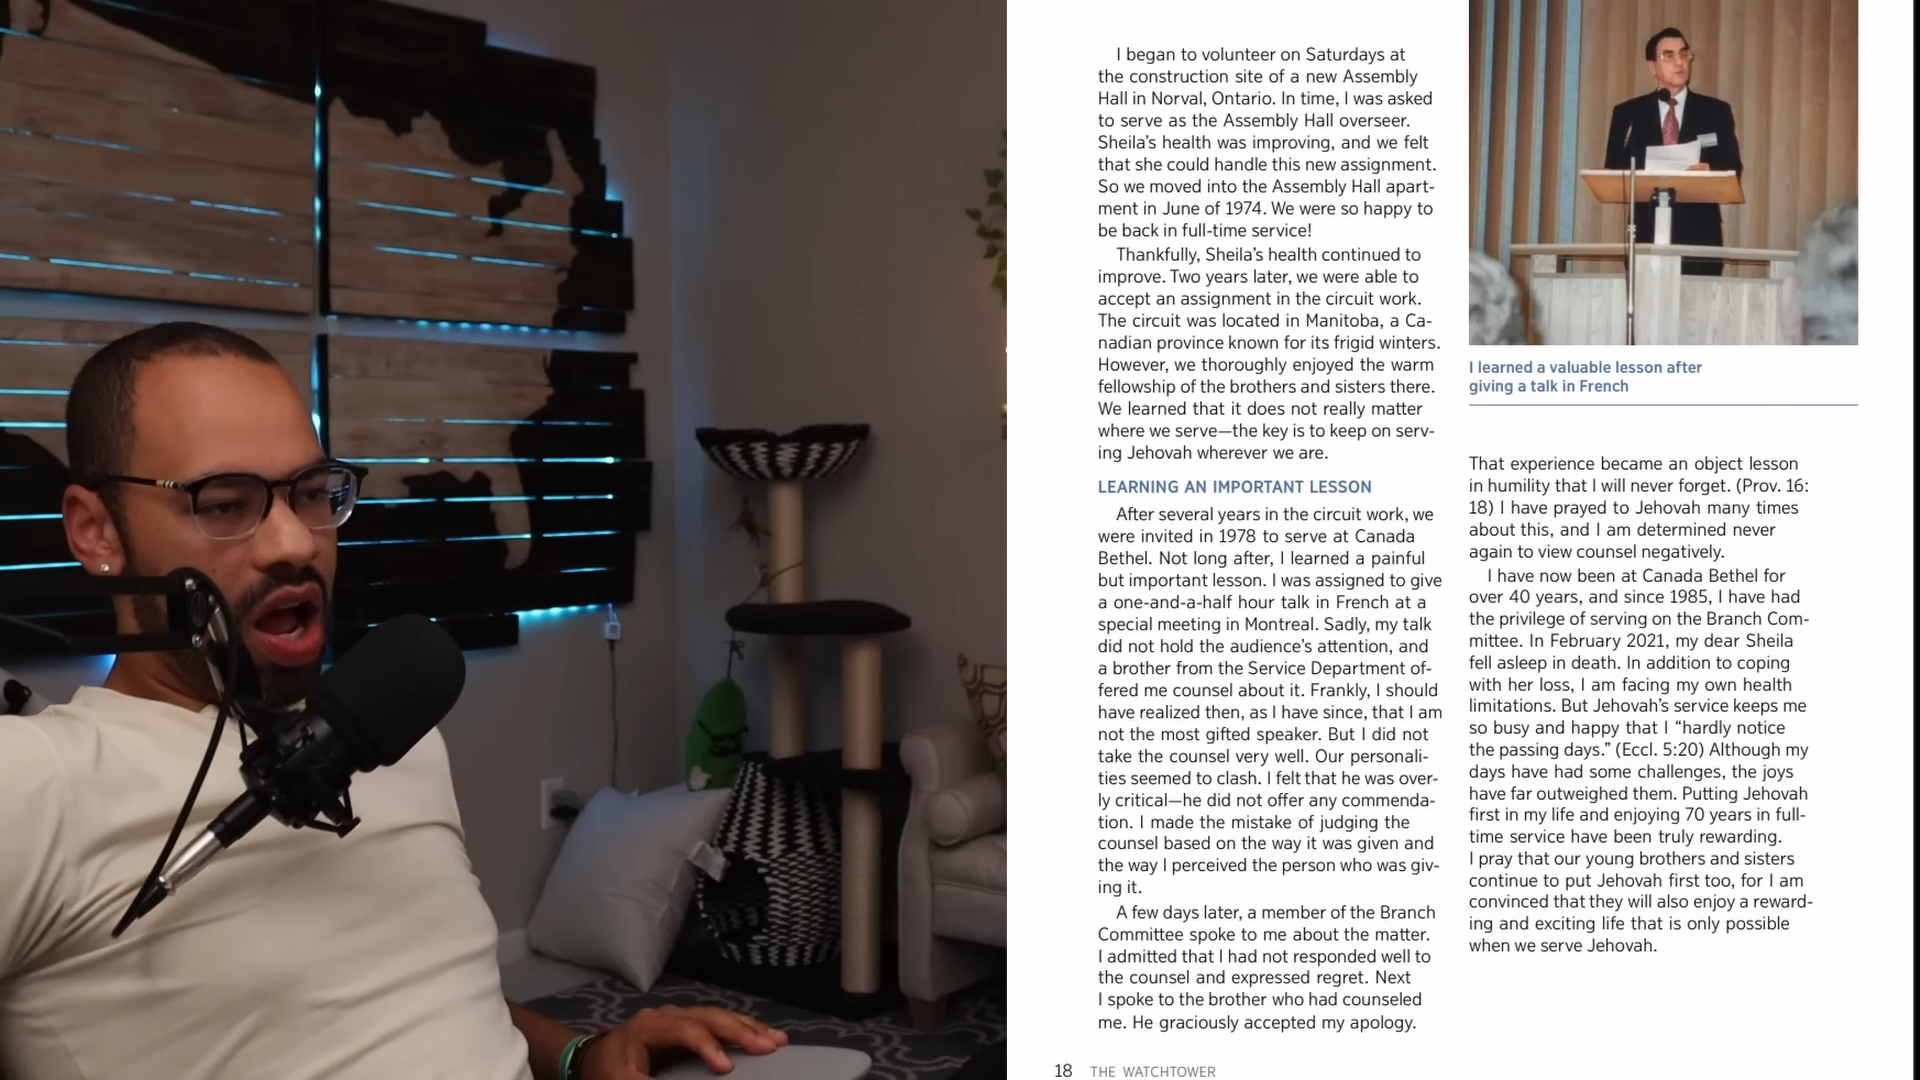 I began to volunteer on Saturdays at
the construction site of a new Assembly
Hall in Norval, Ontario. In time, I was asked
to serve as the Assembly Hall overseer.
Sheila's health was improving, and we felt
that she could handle this new assignment.
So we moved into the Assembly Hall apart-
ment in June of 1974. We were so happy to
be back in full-time service!
Thankfully, Sheila's health continued to
improve. Two years later, we were able to
accept an assignment in the circuit work.
The circuit was located in Manitoba, a Ca-
nadian province known for its frigid winters.
However, we thoroughly enjoyed the warm
fellowship of the brothers and sisters there.
We learned that it does not really matter
where we serve—the key is to keep on serv-
ing Jehovah wherever we are.
LEARNING AN IMPORTANT LESSON
After several years in the circuit work, we
were invited in 1978 to serve at Canada
Bethel. Not long after, I learned a painful
but important lesson. I was assigned to give
a one-and-a-half hour talk in French at a
special meeting in Montreal. Sadly, my talk
did not hold the audience's attention, and
a brother from the Service Department of-
fered me counsel about it. Frankly, I should
have realized then, as I have since, that I am
not the most gifted speaker. But I did not
take the counsel very well. Our personali-
ties seemed to clash. I felt that he was over-
ly critical—he did not offer any commenda-
tion. I made the mistake of judging the
counsel based on the way it was given and
the way I perceived the person who was giv-
ing it.
A few days later, a member of the Branch
Committee spoke to me about the matter.
I admitted that I had not responded well to
the counsel and expressed regret. Next
I spoke to the brother who had counseled
me. He graciously accepted my apology.
I learned a valuable lesson after
giving a talk in French
That experience became an object lesson
in humility that I will never forget. (Prov. 16:
18) I have prayed to Jehovah many times
about this, and I am determined never
again to view counsel negatively.
I have now been at Canada Bethel for
over 40 years, and since 1985, I have had
the privilege of serving on the Branch Com-
mittee. In February 2021, my dear Sheila
fell asleep in death. In addition to coping
with her loss, I am facing my own health
limitations. But Jehovah's service keeps me
so busy and happy that I “hardly notice
the passing days.” (Eccl. 5:20) Although my
days have had some challenges, the joys
have far outweighed them. Putting Jehovah
first in my life and enjoying 70 years in full-
time service have been truly rewarding.
I pray that our young brothers and sisters
continue to put Jehovah first too, for I am
convinced that they will also enjoy a reward-
ing and exciting life that is only possible
when we serve Jehovah.
18 THE WATCHTOWER